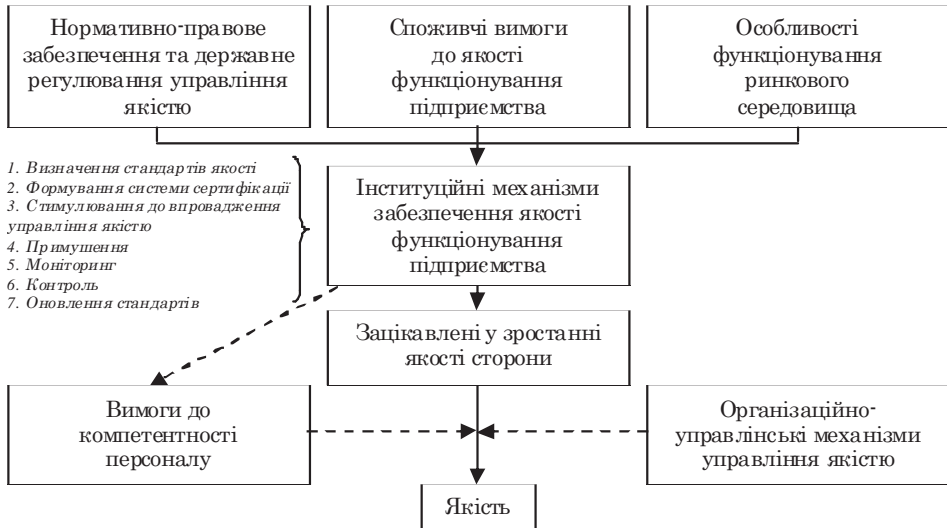 Нормативно-правове
забезпечення та державне
регулювання управління
якістю
Споживчі вимоги
до якості
функціонування
підприємства
Особливості
функціонування
ринкового
середовища
1. Визначення стандартів якості
2. Формування системи сертифікації
3. Стимулювання до впровадження
управління якістю
4. Примушення
5. Моніторинг
6. Контроль
7. Оновлення стандартів
Інституційні механізми
забезпечення якості
функціонування
підприємства
Зацікавлені у зростанні
якості сторони
Вимоги до
компетентності
персоналу
Організаційно-
управлінські механізми
управління якістю
Якість